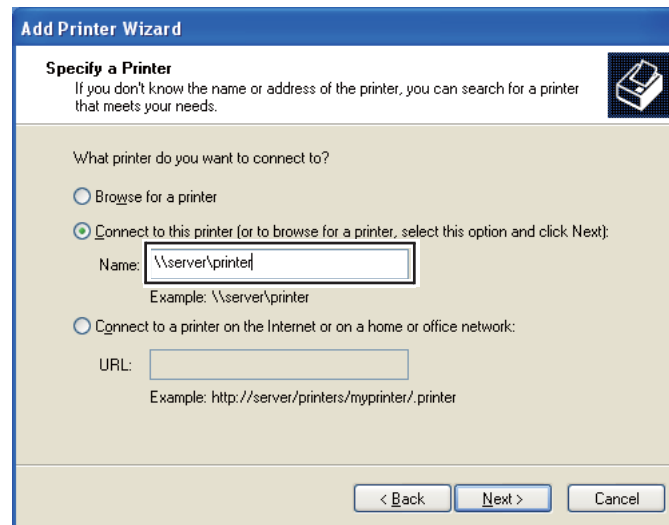 Add Printer Wizard
Specify a Printer
If you don't know the name or address of the printer, you can search for a printer
that meets your needs.
What printer do you want to connect to?
Browse for a printer
Connect to this printer (or to browse for a printer, select this option and click Next):
Name: \\server\printer
Example: \\server\printer
Connect to a printer on the Internet or on a home or office network:
URL:
Example: http://server/printers/myprinter/.printer
< Back Next > Cancel